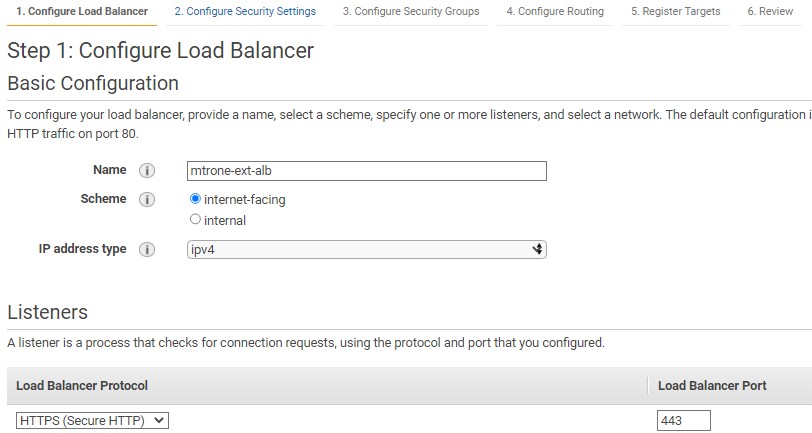 1. Configure Load Balancer 2. Configure Security Settings 3. Configure Security Groups 4. Configure Routing 5. Register Targets 6. Review
Step 1: Configure Load Balancer
Basic Configuration
To configure your load balancer, provide a name, select a scheme, specify one or more listeners, and select a network. The default configuration i
HTTP traffic on port 80.
Name i mtrone-ext-alb
Scheme i internet-facing
internal
IP address type i ipv4
Listeners
A listener is a process that checks for connection requests, using the protocol and port that you configured.
Load Balancer Protocol Load Balancer Port
HTTPS (Secure HTTP) 443